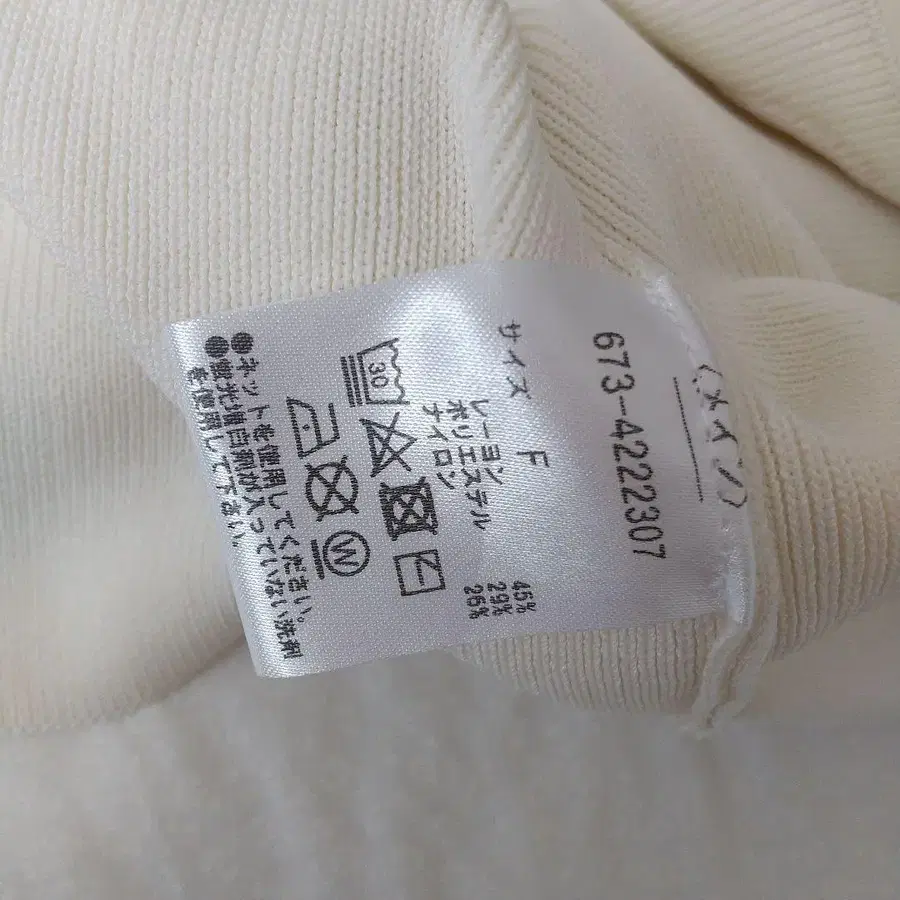 (メイン)
673-4222307
サイズ F
レーヨン 45%
ポリエステル 29%
ナイロン 26%
30
W
●ネットを使用してください。
●蛍光増白剤が入っていない洗剤
を使用して下さい。